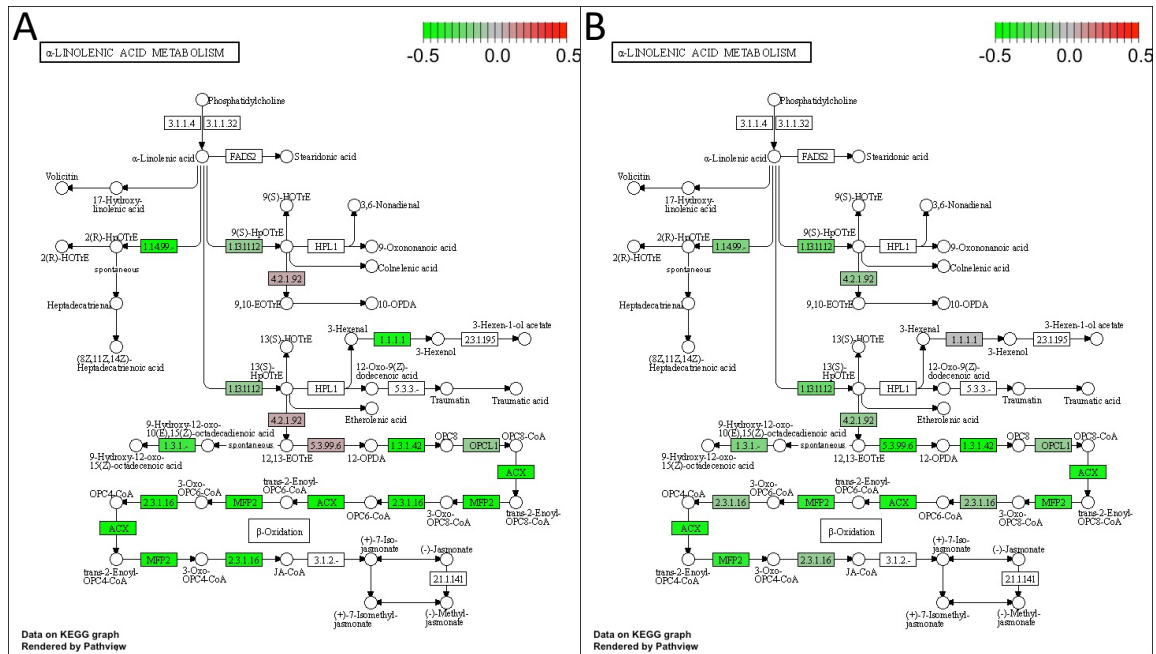 A
-0.5 0.0 0.5
α-LINOLENIC ACID METABOLISM
Phosphatidylcholine
3.1.1.4 3.1.1.32
α-Linolenic acid FADS2 Stearidonic acid
Volicitin
17-Hydroxy-
linolenic acid
9(S)-HOTrE
3,6-Nonadienal
2(R)-HpOTrE
1.14.99.-
9(S)-HpOTrE
1.13.11.12
HPL1
9-Oxononanoic acid
2(R)-HOTrE
spontaneous
Colnelenic acid
4.2.1.92
Heptadecatrienal
9,10-EOTrE
10-OPDA
13(S)-HOTrE
3-Hexenal
1.1.1.1
3-Hexenol
2.3.1.195
3-Hexen-1-ol acetate
(8Z,11Z,14Z)-
Heptadecatrienoic acid
13(S)-
HpOTrE
12-Oxo-9(Z)-
dodecenoic acid
1.13.11.12
HPL1
5.3.3.-
Traumatin
Traumatic acid
Etherolenic acid
4.2.1.92
9-Hydroxy-12-oxo-
10(E),15(Z)-octadecadienoic acid
1.3.1.-
spontaneous
5.3.99.6
1.3.1.42
OPC8
OPCL1
OPC8-CoA
9-Hydroxy-12-oxo-
15(Z)-octadecenoic acid
12,13-EOTrE
12-OPDA
ACX
OPC4-CoA
2.3.1.16
3-Oxo-
OPC6-CoA
MFP2
trans-2-Enoyl-
OPC6-CoA
ACX
OPC6-CoA
2.3.1.16
3-Oxo-
OPC8-CoA
MFP2
trans-2-Enoyl-
OPC8-CoA
ACX
β-Oxidation
trans-2-Enoyl-
OPC4-CoA
MFP2
3-Oxo-
OPC4-CoA
2.3.1.16
JA-CoA
3.1.2.-
(+)-7-Iso-
jasmonate
(-)-Jasmonate
2.1.1.141
(+)-7-Isomethyl-
jasmonate
(-)-Methyl-
jasmonate
Data on KEGG graph
Rendered by Pathview
B
-0.5 0.0 0.5
α-LINOLENIC ACID METABOLISM
Phosphatidylcholine
3.1.1.4 3.1.1.32
α-Linolenic acid FADS2 Stearidonic acid
Volicitin
17-Hydroxy-
linolenic acid
9(S)-HOTrE
3,6-Nonadienal
2(R)-HpOTrE
1.14.99.-
9(S)-HpOTrE
1.13.11.12
HPL1
9-Oxononanoic acid
2(R)-HOTrE
spontaneous
Colnelenic acid
4.2.1.92
Heptadecatrienal
9,10-EOTrE
10-OPDA
13(S)-HOTrE
3-Hexenal
1.1.1.1
3-Hexenol
2.3.1.195
3-Hexen-1-ol acetate
(8Z,11Z,14Z)-
Heptadecatrienoic acid
13(S)-
HpOTrE
12-Oxo-9(Z)-
dodecenoic acid
1.13.11.12
HPL1
5.3.3.-
Traumatin
Traumatic acid
Etherolenic acid
4.2.1.92
9-Hydroxy-12-oxo-
10(E),15(Z)-octadecadienoic acid
1.3.1.-
spontaneous
5.3.99.6
1.3.1.42
OPC8
OPCL1
OPC8-CoA
9-Hydroxy-12-oxo-
15(Z)-octadecenoic acid
12,13-EOTrE
12-OPDA
ACX
OPC4-CoA
2.3.1.16
3-Oxo-
OPC6-CoA
MFP2
trans-2-Enoyl-
OPC6-CoA
ACX
OPC6-CoA
2.3.1.16
3-Oxo-
OPC8-CoA
MFP2
trans-2-Enoyl-
OPC8-CoA
ACX
β-Oxidation
trans-2-Enoyl-
OPC4-CoA
MFP2
3-Oxo-
OPC4-CoA
2.3.1.16
JA-CoA
3.1.2.-
(+)-7-Iso-
jasmonate
(-)-Jasmonate
2.1.1.141
(+)-7-Isomethyl-
jasmonate
(-)-Methyl-
jasmonate
Data on KEGG graph
Rendered by Pathview